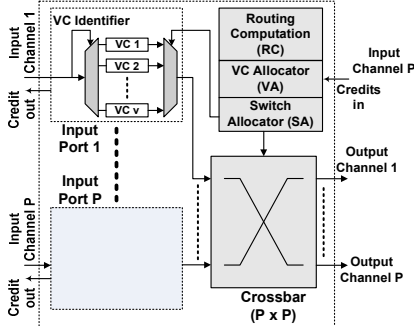 VC Identifier
Input
Channel 1
Credit
out
VC 1
VC 2
VC v
Input
Port 1
Routing
Computation
(RC)
VC Allocator
(VA)
Switch
Allocator (SA)
Input
Channel P
Credits
in
Input
Port P
Input
Channel P
Credit
out
Output
Channel 1
Output
Channel P
Crossbar
(P x P)